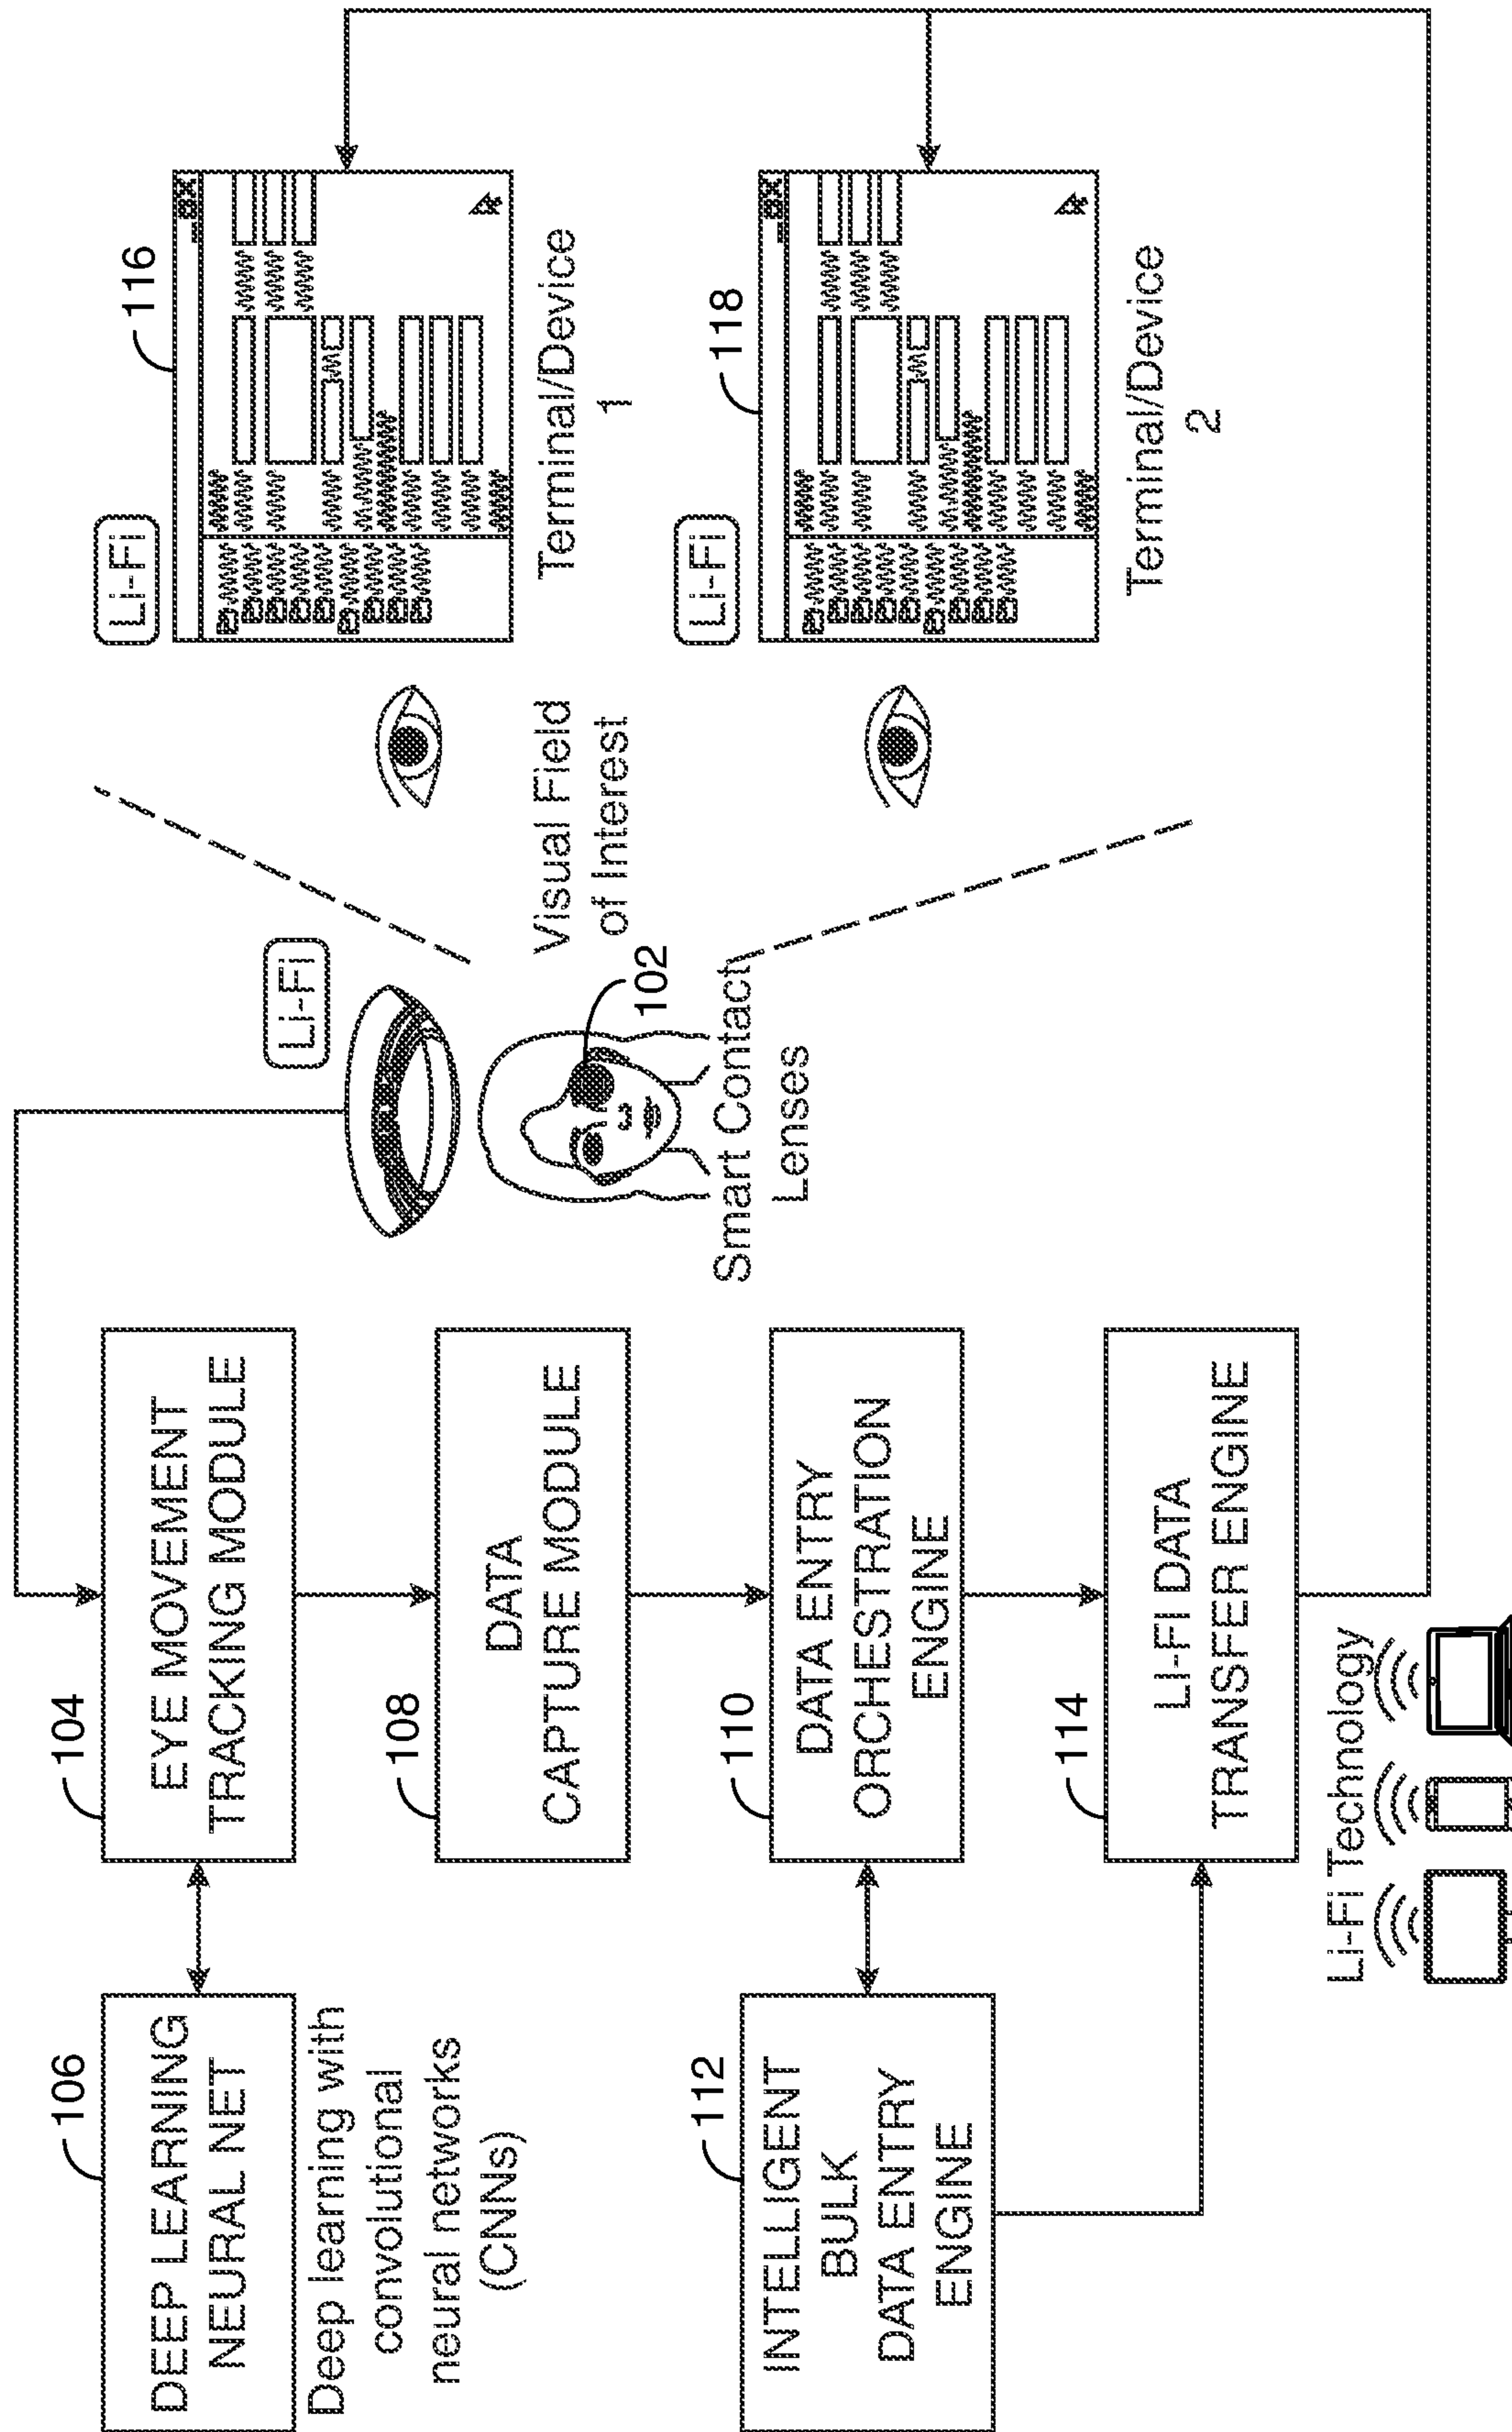 106
DEEP LEARNING
NEURAL NET
Deep learning with
convolutional
neural networks
(CNNs)
104
EYE MOVEMENT
TRACKING MODULE
108
DATA
CAPTURE MODULE
112
INTELLIGENT
BULK
DATA ENTRY
ENGINE
110
DATA ENTRY
ORCHESTRATION
ENGINE
114
LI-FI DATA
TRANSFER ENGINE
Li-Fi Technology
Li-Fi
102
Smart Contact
Lenses
Visual Field
of Interest
Li-Fi
116
Terminal/Device
1
Li-Fi
118
Terminal/Device
2